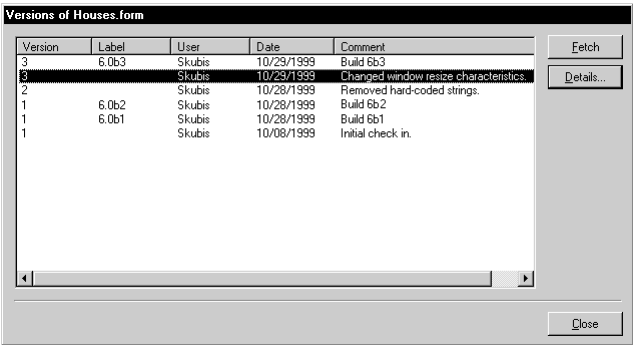 Versions of Houses.form
Version Label User Date Comment
3 6.0b3 Skubis 10/29/1999 Build 6b3
3 Skubis 10/29/1999 Changed window resize characteristics.
2 Skubis 10/28/1999 Removed hard-coded strings.
1 6.0b2 Skubis 10/28/1999 Build 6b2
1 6.0b1 Skubis 10/28/1999 Build 6b1
1 Skubis 10/08/1999 Initial check in.
Fetch
Details...
Close